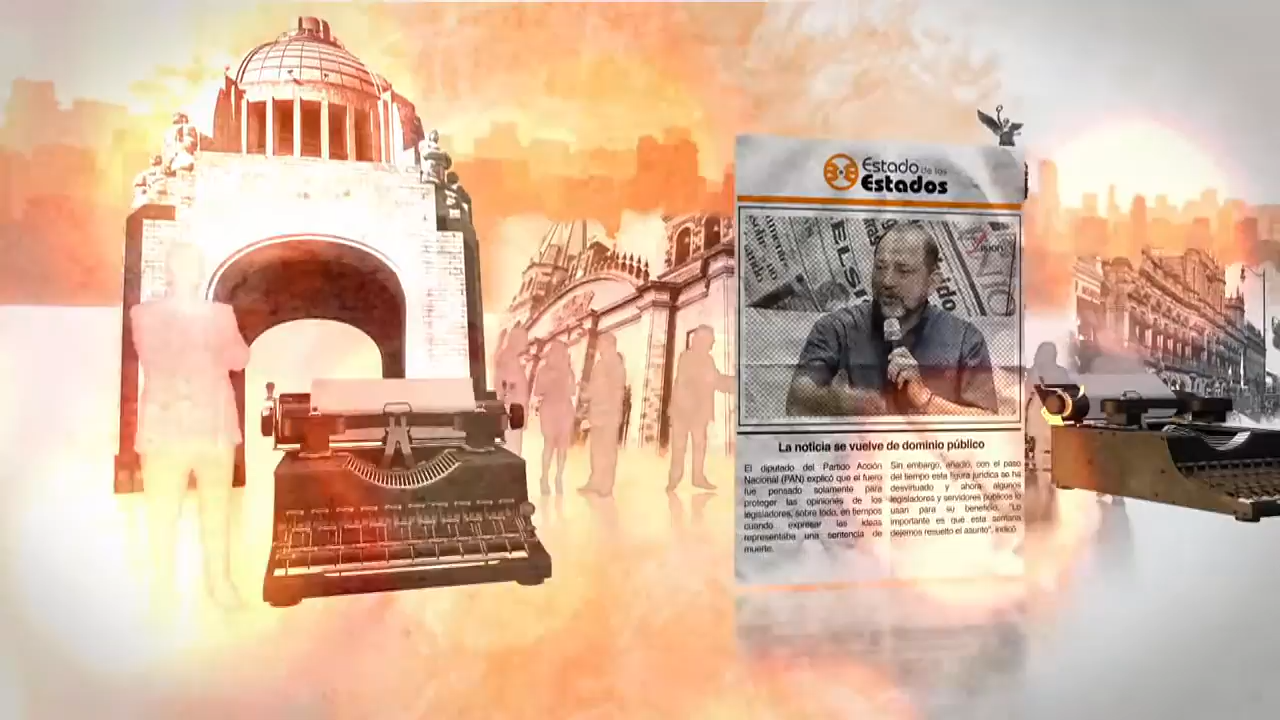 Estado de los
Estados
ELSI
La noticia se vuelve de dominio público
El diputado del Partido Acción
Nacional (PAN) explicó que el fuero
fue pensado solamente para
proteger las opiniones de los
legisladores, sobre todo, en tiempos
cuando expresar las ideas
representaba una sentencia de
muerte.
Sin embargo, añadió, con el paso
del tiempo esta figura jurídica se ha
desvirtuado y ahora algunos
legisladores y servidores públicos lo
usan para su beneficio. "Lo
importante es que esta semana
dejemos resuelto el asunto", indicó.